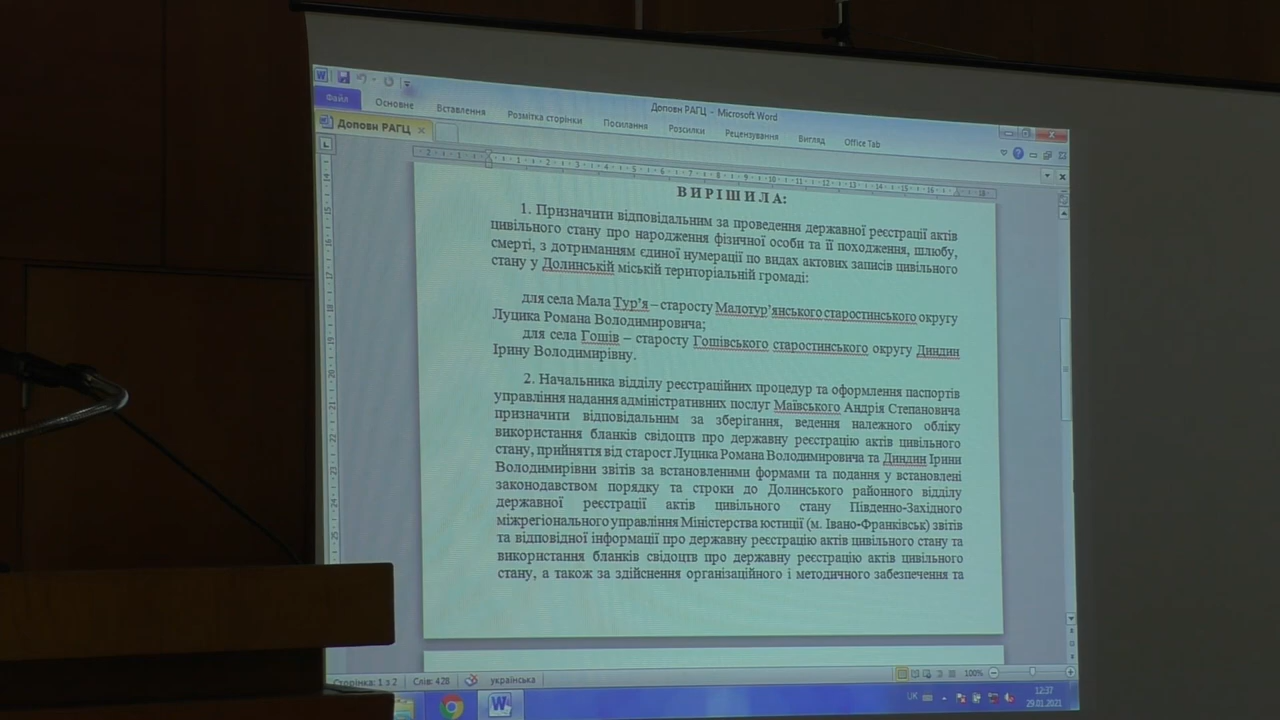 Доповн РАГЦ – Microsoft Word
Файл Основне Вставлення Розмітка сторінки Посилання Розсилки Рецензування Вигляд Office Tab
Доповн РАГЦ
ВИРІШИЛА:
1. Призначити відповідальним за проведення державної реєстрації актів
цивільного стану про народження фізичної особи та її походження, шлюбу,
смерті, з дотриманням єдиної нумерації по видах актових записів цивільного
стану у Долинській міській територіальній громаді:
для села Мала Тур’я – старосту Малотур’янського старостинського округу
Луцика Романа Володимировича;
для села Гошів – старосту Гошівського старостинського округу Диндин
Ірину Володимирівну.
2. Начальника відділу реєстраційних процедур та оформлення паспортів
управління надання адміністративних послуг Маївського Андрія Степановича
призначити відповідальним за зберігання, ведення належного обліку
використання бланків свідоцтв про державну реєстрацію актів цивільного
стану, прийняття від старост Луцика Романа Володимировича та Диндин Ірини
Володимирівни звітів за встановленими формами та подання у встановлені
законодавством порядку та строки до Долинського районного відділу
державної реєстрації актів цивільного стану Південно-Західного
міжрегіонального управління Міністерства юстиції (м. Івано-Франківськ) звітів
та відповідної інформації про державну реєстрацію актів цивільного стану та
використання бланків свідоцтв про державну реєстрацію актів цивільного
стану, а також за здійснення організаційного і методичного забезпечення та
Сторінка: 1 з 2 Слів: 428 українська 100%
UK 12:37
29.01.2021